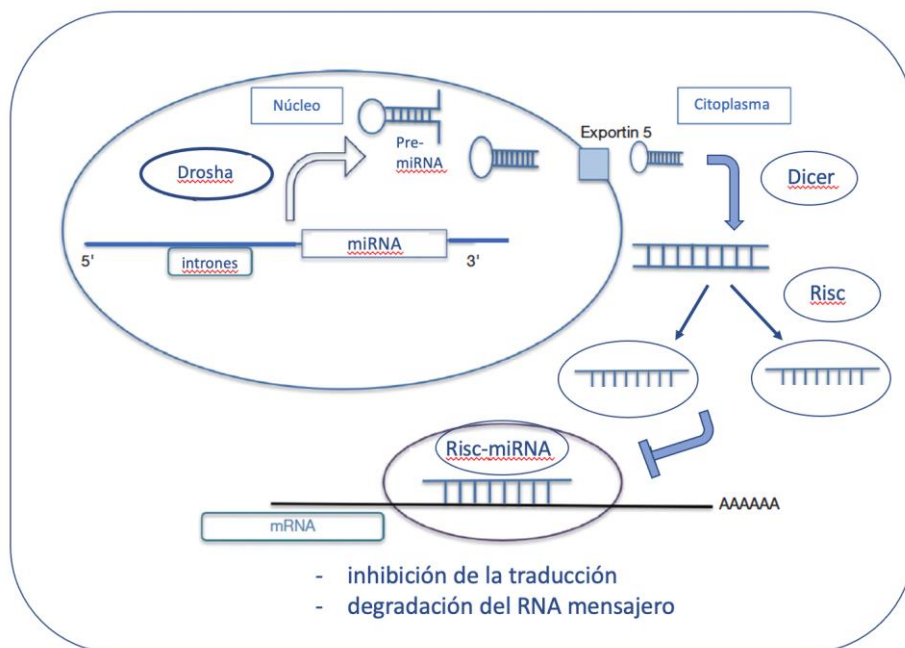 Núcleo
Citoplasma
Exportin 5
Pre-
miRNA
Drosha
Dicer
miRNA
5'
intrones
3'
Risc
Risc-miRNA
AAAAAA
mRNA
- inhibición de la traducción
- degradación del RNA mensajero